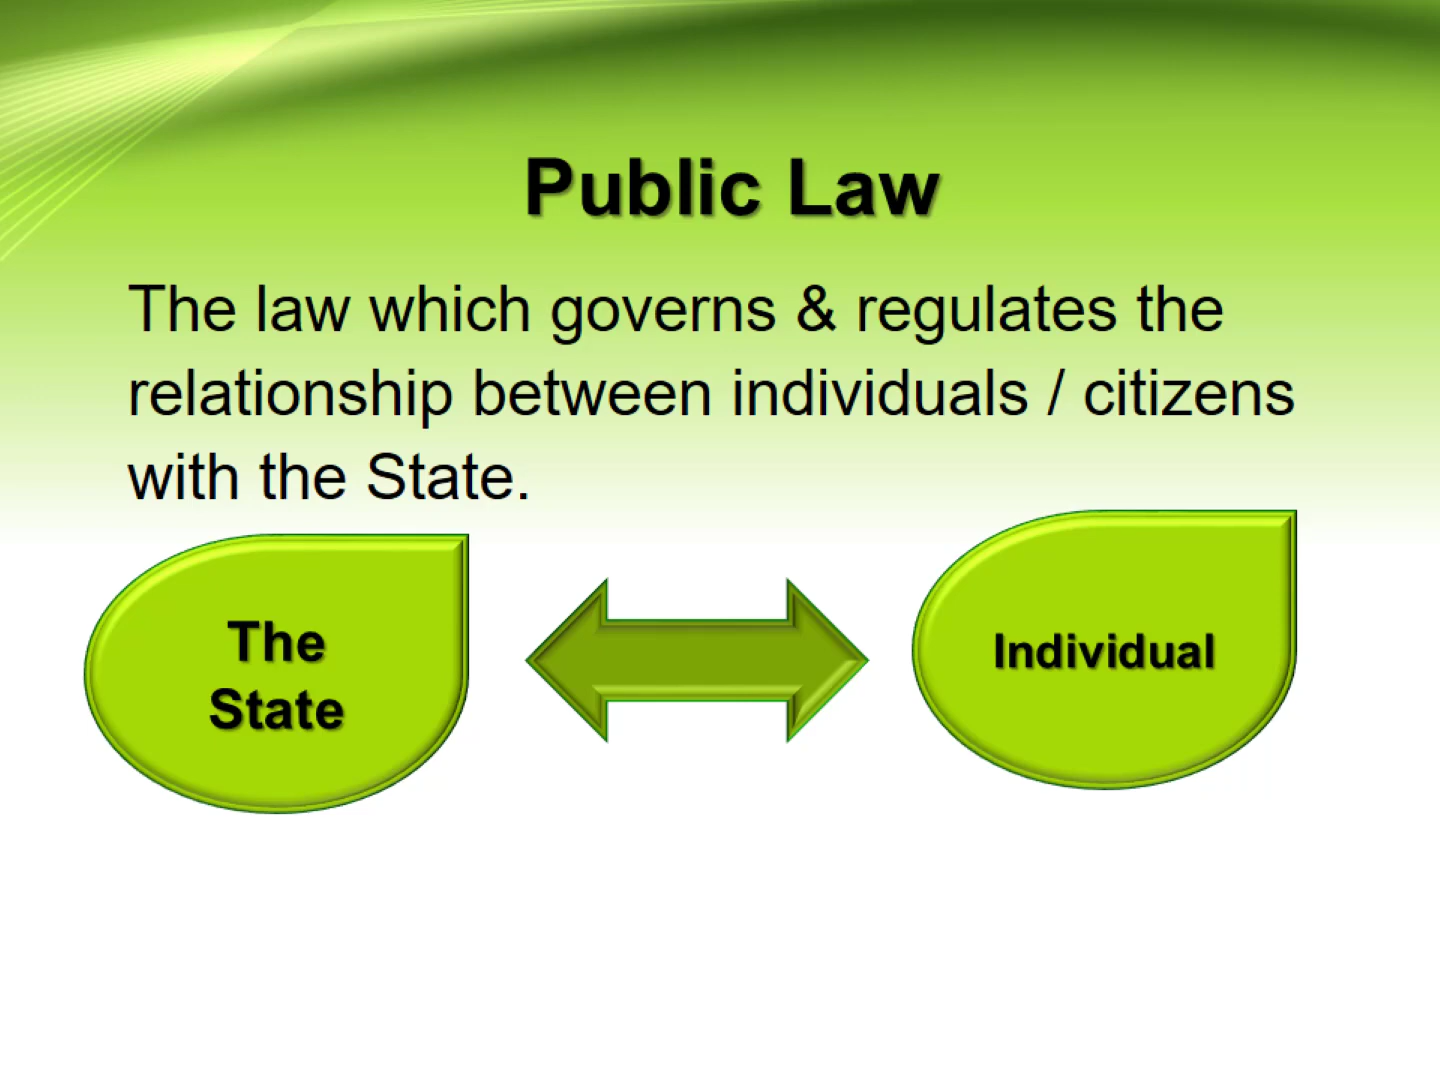 Public Law
The law which governs & regulates the
relationship between individuals / citizens
with the State.
The
State
Individual